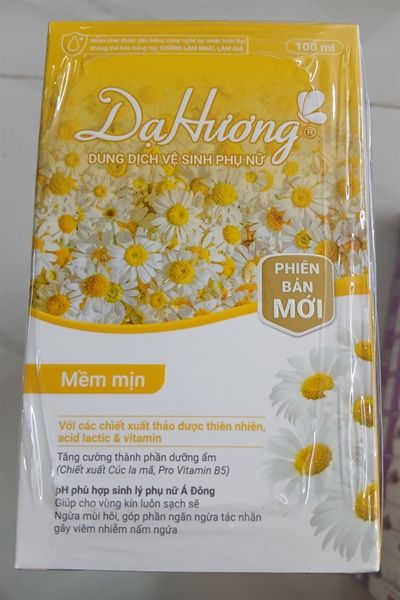 Nhãn chai được dán bằng công nghệ ép nhiệt hiện đại
không thể bóc bằng tay, CHỐNG LÀM NHÁI, LÀM GIẢ
100 ml
DạHương®
DUNG DỊCH VỆ SINH PHỤ NỮ
PHIÊN
BẢN
MỚI
Mềm mịn
Với các chiết xuất thảo dược thiên nhiên,
acid lactic & vitamin
Tăng cường thành phần dưỡng ẩm
(Chiết xuất Cúc la mã, Pro Vitamin B5)
pH phù hợp sinh lý phụ nữ Á Đông
Giúp cho vùng kín luôn sạch sẽ
Ngừa mùi hôi, góp phần ngăn ngừa tác nhân
gây viêm nhiễm nấm ngứa